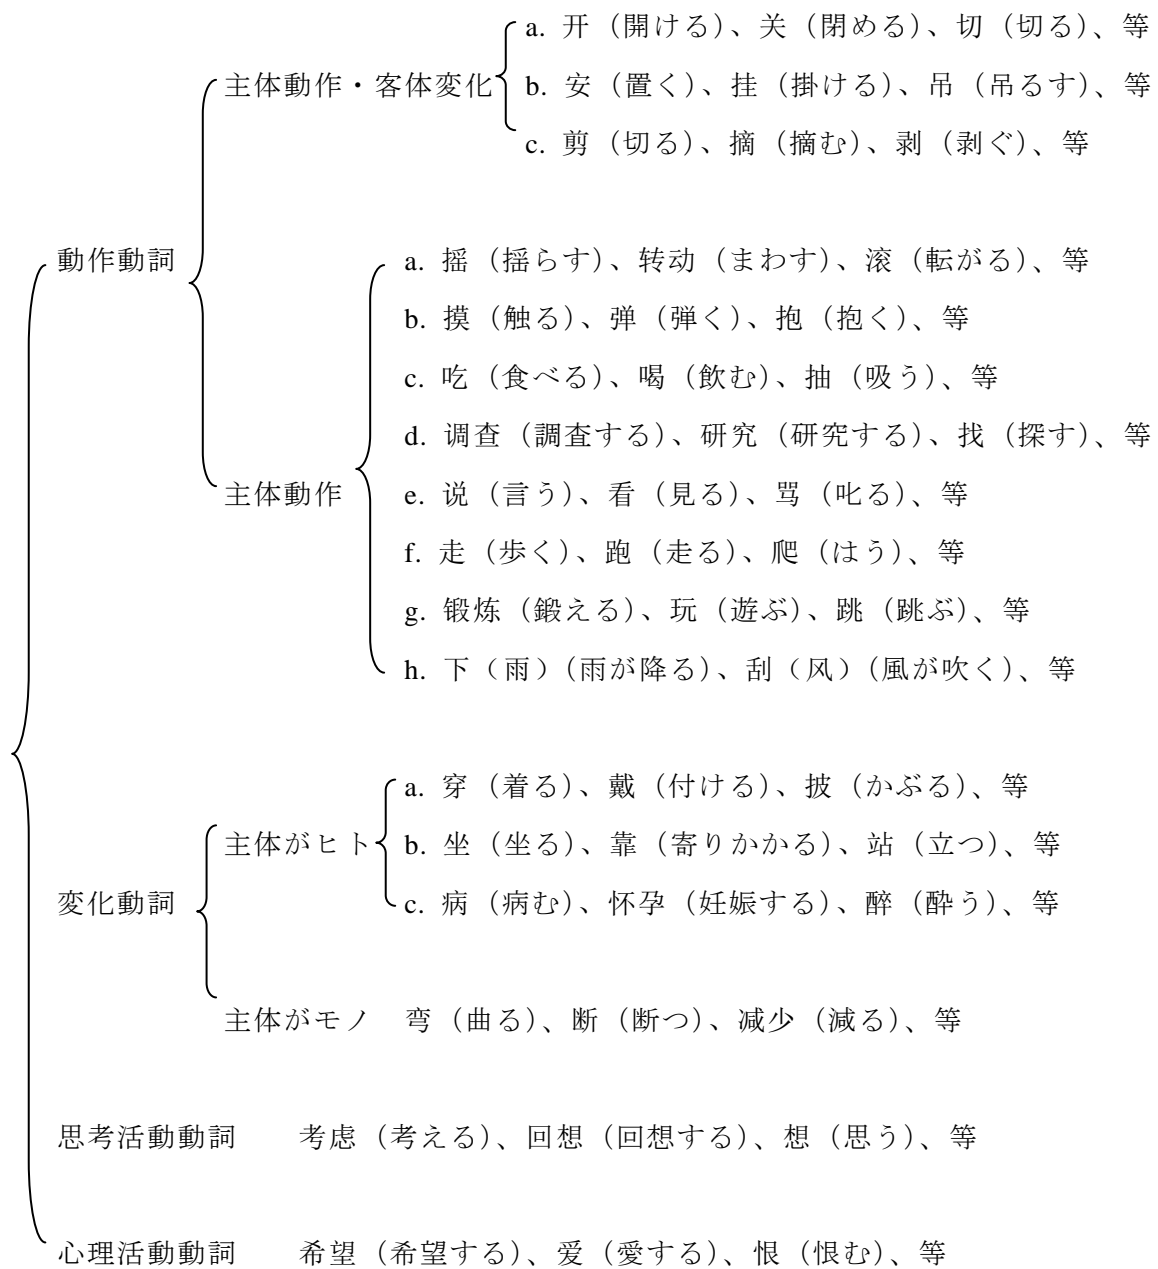 a. 开（開ける）、关（閉める）、切（切る）、等
主体動作・客体変化 b. 安（置く）、挂（掛ける）、吊（吊るす）、等
c. 剪（切る）、摘（摘む）、剥（剥ぐ）、等
動作動詞 a. 摇（揺らす）、转动（まわす）、滚（転がる）、等
b. 摸（触る）、弹（弾く）、抱（抱く）、等
c. 吃（食べる）、喝（飲む）、抽（吸う）、等
d. 调查（調査する）、研究（研究する）、找（探す）、等
主体動作 e. 说（言う）、看（見る）、骂（叱る）、等
f. 走（歩く）、跑（走る）、爬（はう）、等
g. 锻炼（鍛える）、玩（遊ぶ）、跳（跳ぶ）、等
h. 下（雨）（雨が降る）、刮（风）（風が吹く）、等
a. 穿（着る）、戴（付ける）、披（かぶる）、等
主体がヒト b. 坐（坐る）、靠（寄りかかる）、站（立つ）、等
変化動詞 c. 病（病む）、怀孕（妊娠する）、醉（酔う）、等
主体がモノ 弯（曲る）、断（断つ）、减少（減る）、等
思考活動動詞 考虑（考える）、回想（回想する）、想（思う）、等
心理活動動詞 希望（希望する）、爱（愛する）、恨（恨む）、等